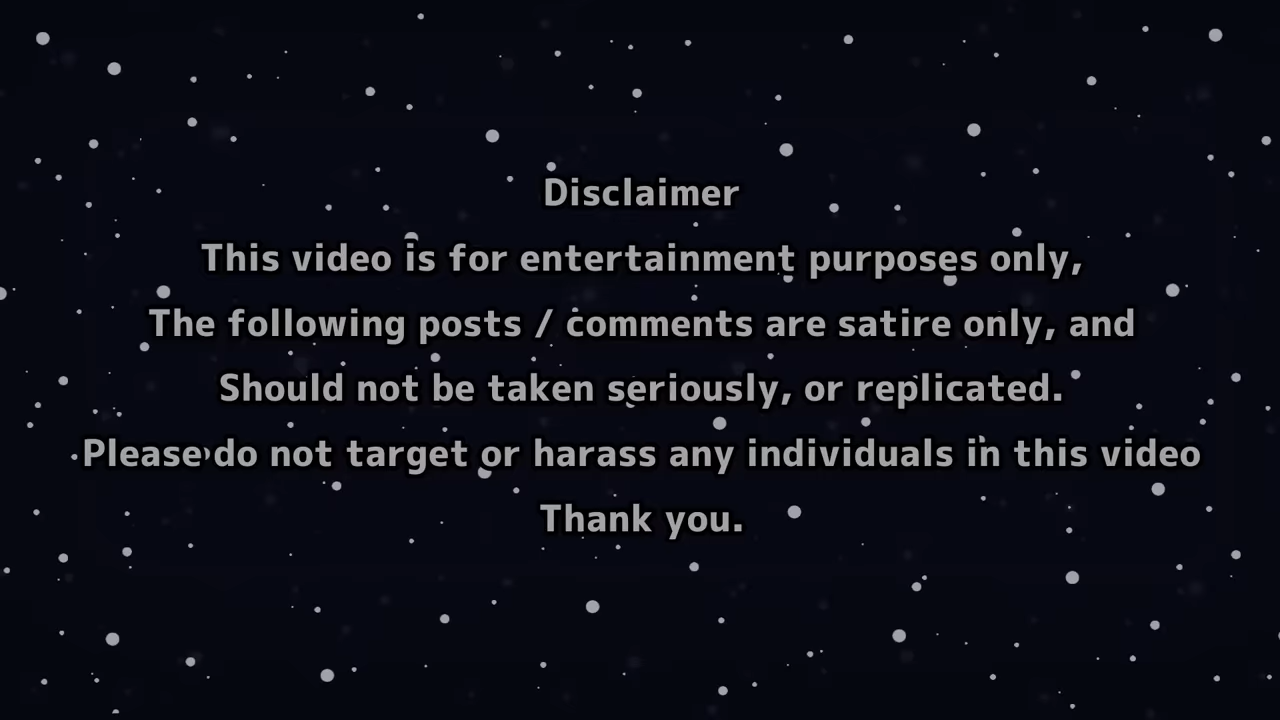 Disclaimer
This video is for entertainment purposes only,
The following posts / comments are satire only, and
Should not be taken seriously, or replicated.
Please do not target or harass any individuals in this video
Thank you.